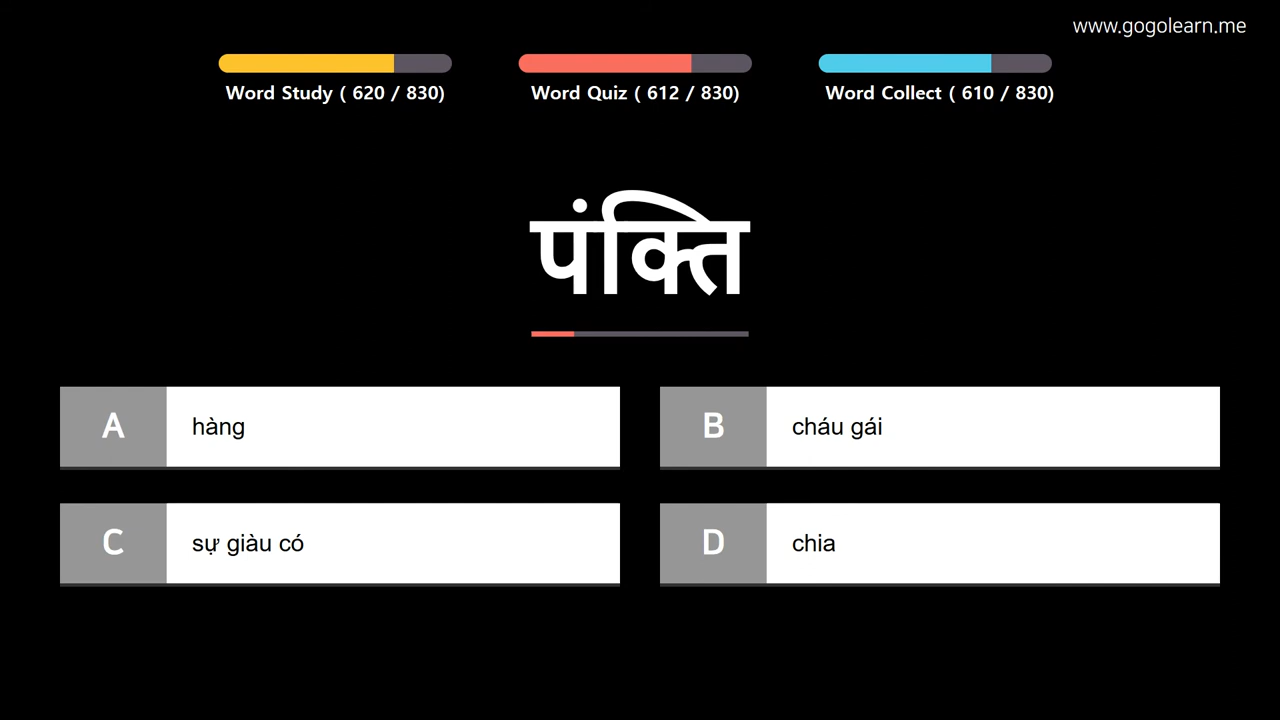 www.gogolearn.me
Word Study ( 620 / 830)
Word Quiz ( 612 / 830)
Word Collect ( 610 / 830)
पंक्ति
A hàng
B cháu gái
C sự giàu có
D chia